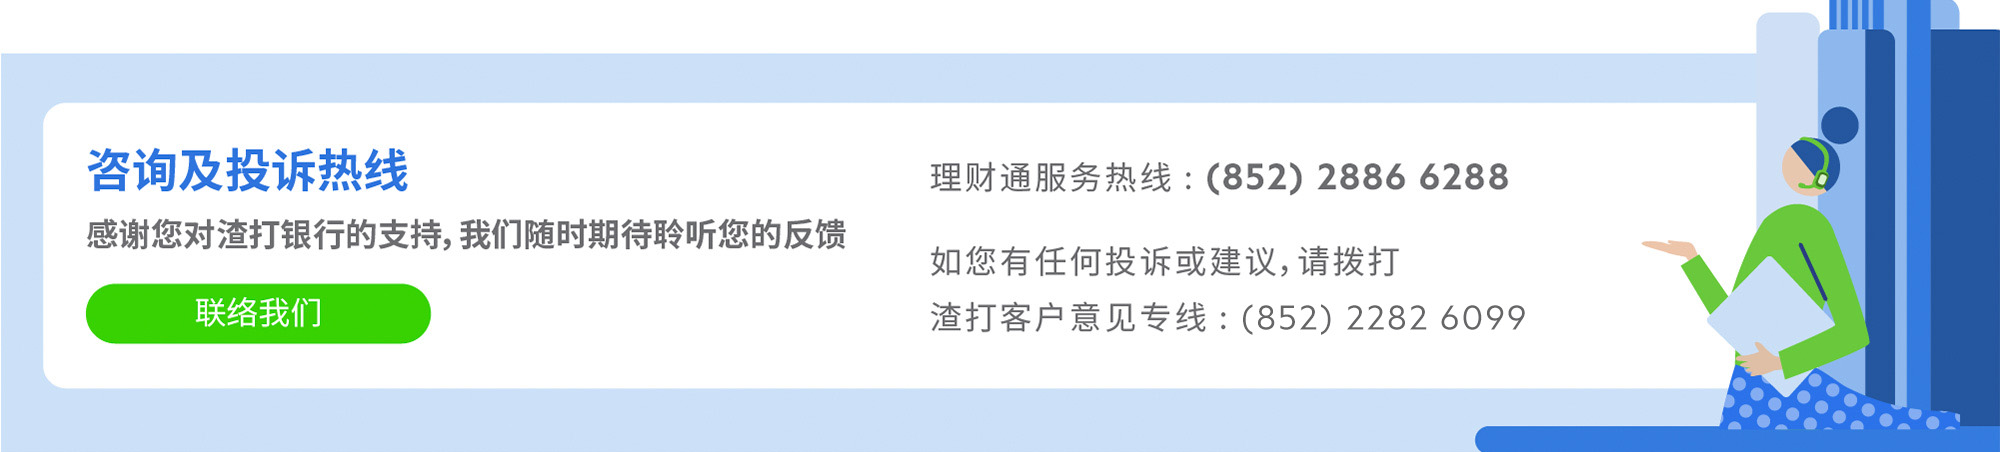 咨询及投诉热线
感谢您对渣打银行的支持, 我们随时期待聆听您的反馈
联络我们
理财通服务热线 : (852) 2886 6288
如您有任何投诉或建议, 请拨打
渣打客户意见专线 : (852) 2282 6099